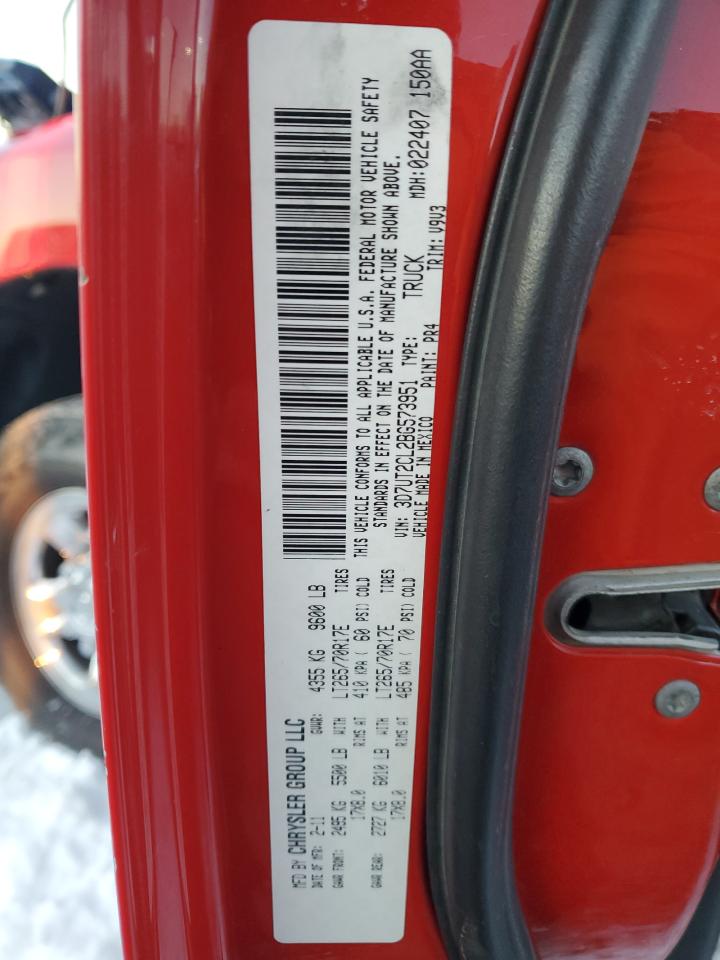 MFD BY CHRYSLER GROUP LLC
DATE OF MFR: 2-11 GVWR: 4355 KG 9600 LB
GAWR FRONT: 2495 KG 5500 LB WITH LT265/70R17E TIRES
17X8.0 RIMS AT 410 KPA ( 60 PSI) COLD
GAWR REAR: 2727 KG 6010 LB WITH LT265/70R17E TIRES
17X8.0 RIMS AT 485 KPA ( 70 PSI) COLD
THIS VEHICLE CONFORMS TO ALL APPLICABLE U.S.A. FEDERAL MOTOR VEHICLE SAFETY
STANDARDS IN EFFECT ON THE DATE OF MANUFACTURE SHOWN ABOVE.
VIN: 3D7UT2CL2BG573951 TYPE: TRUCK MDH: 022407 150AA
VEHICLE MADE IN MEXICO PAINT: PR4 TRIM: V9V3